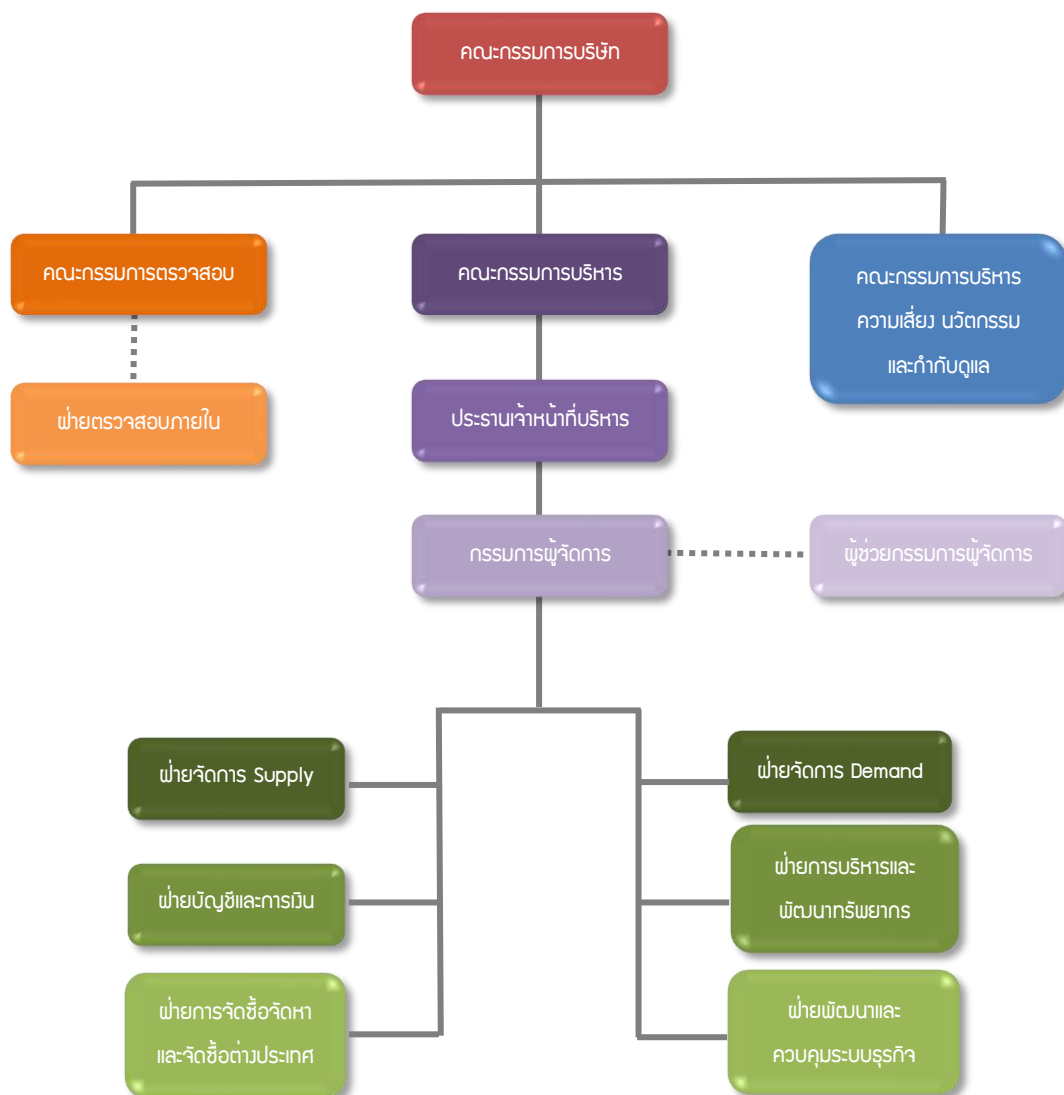 คณะกรรมการบริษัท
คณะกรรมการตรวจสอบ
คณะกรรมการบริหาร
คณะกรรมการบริหาร
ความเสี่ยง นวัตกรรม
และกำกับดูแล
ฝ่ายตรวจสอบภายใน
ประธานเจ้าหน้าที่บริหาร
กรรมการผู้จัดการ
ผู้ช่วยกรรมการผู้จัดการ
ฝ่ายจัดการ Supply
ฝ่ายจัดการ Demand
ฝ่ายบัญชีและการเงิน
ฝ่ายการบริหารและ
พัฒนาทรัพยากร
ฝ่ายการจัดซื้อจัดหา
และจัดซื้อต่างประเทศ
ฝ่ายพัฒนาและ
ควบคุมระบบธุรกิจ